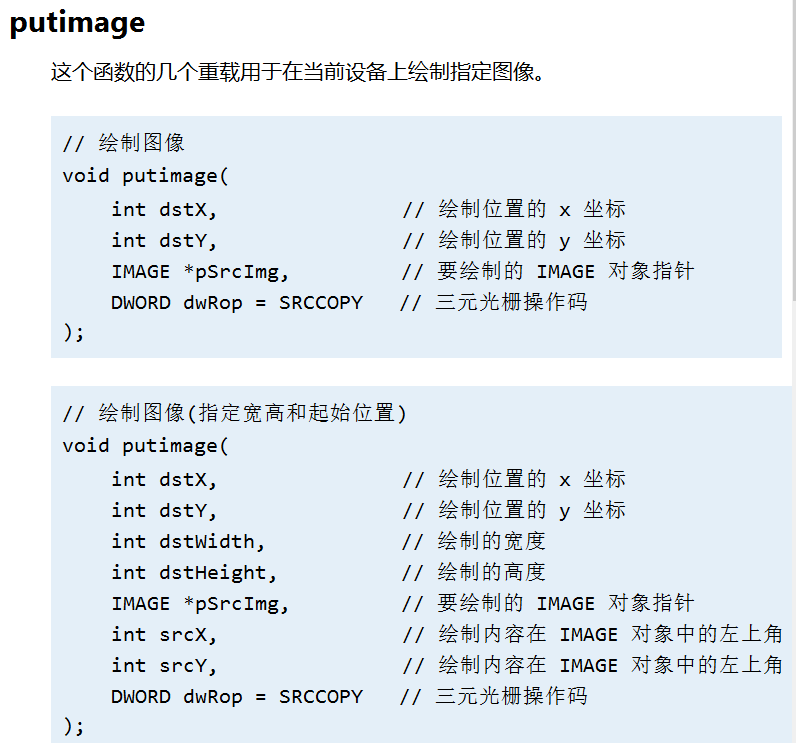 putimage
这个函数的几个重载用于在当前设备上绘制指定图像。
// 绘制图像
void putimage(
    int dstX,               // 绘制位置的 x 坐标
    int dstY,               // 绘制位置的 y 坐标
    IMAGE *pSrcImg,         // 要绘制的 IMAGE 对象指针
    DWORD dwRop = SRCCOPY   // 三元光栅操作码
);
// 绘制图像(指定宽高和起始位置)
void putimage(
    int dstX,               // 绘制位置的 x 坐标
    int dstY,               // 绘制位置的 y 坐标
    int dstWidth,           // 绘制的宽度
    int dstHeight,          // 绘制的高度
    IMAGE *pSrcImg,         // 要绘制的 IMAGE 对象指针
    int srcX,               // 绘制内容在 IMAGE 对象中的左上角
    int srcY,               // 绘制内容在 IMAGE 对象中的左上角
    DWORD dwRop = SRCCOPY   // 三元光栅操作码
);